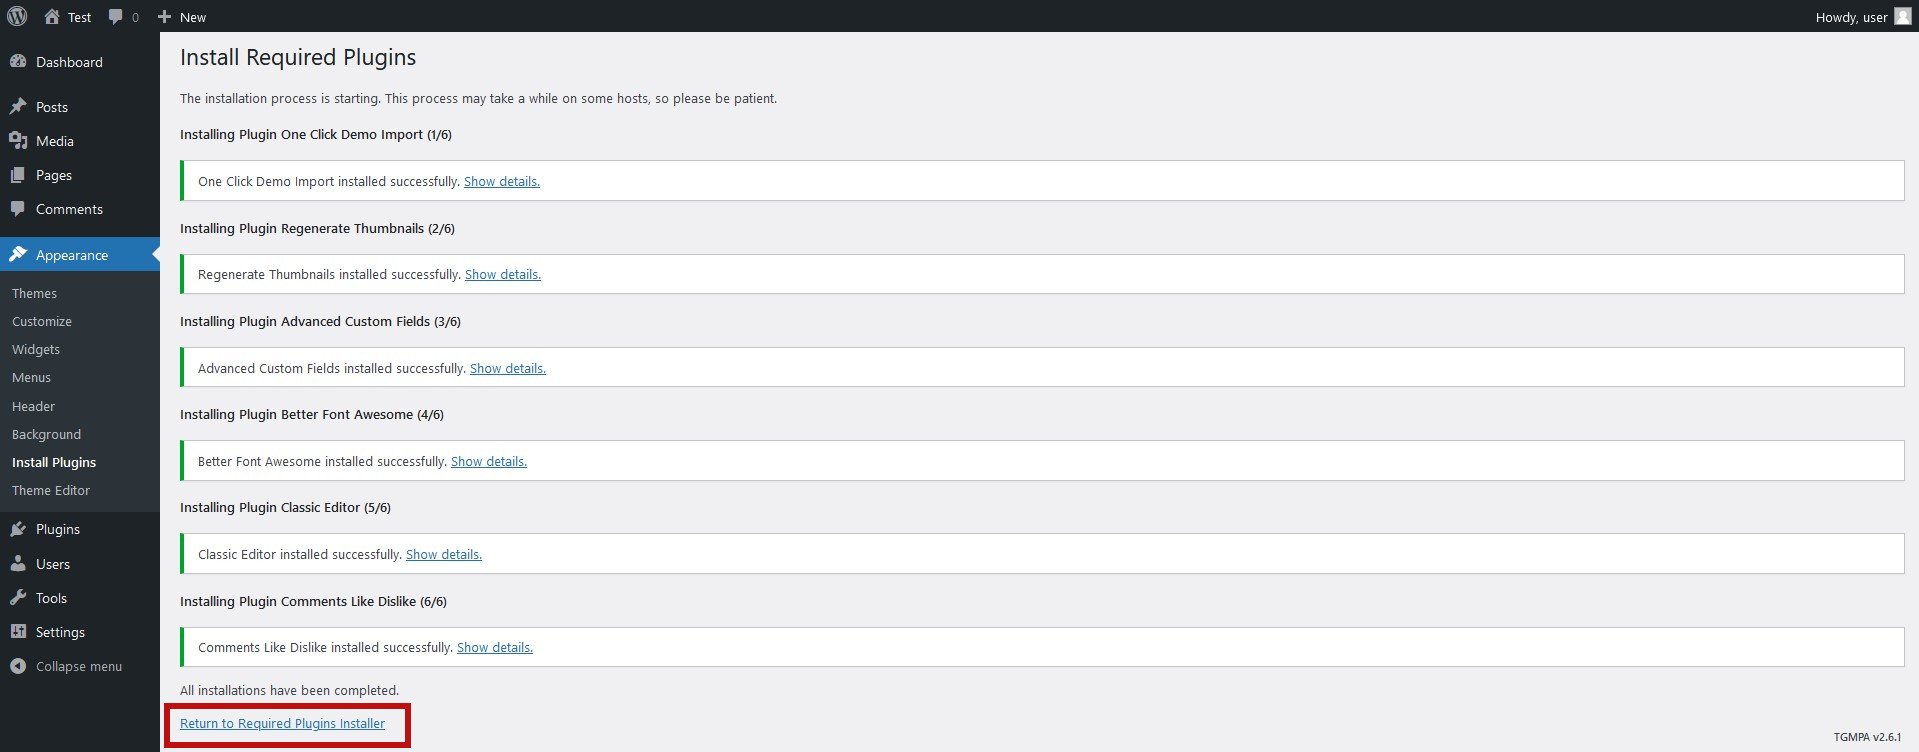 Test 0 New Howdy, user
Dashboard
Posts
Media
Pages
Comments
Appearance
Themes
Customize
Widgets
Menus
Header
Background
Install Plugins
Theme Editor
Plugins
Users
Tools
Settings
Collapse menu
Install Required Plugins
The installation process is starting. This process may take a while on some hosts, so please be patient.
Installing Plugin One Click Demo Import (1/6)
One Click Demo Import installed successfully. Show details.
Installing Plugin Regenerate Thumbnails (2/6)
Regenerate Thumbnails installed successfully. Show details.
Installing Plugin Advanced Custom Fields (3/6)
Advanced Custom Fields installed successfully. Show details.
Installing Plugin Better Font Awesome (4/6)
Better Font Awesome installed successfully. Show details.
Installing Plugin Classic Editor (5/6)
Classic Editor installed successfully. Show details.
Installing Plugin Comments Like Dislike (6/6)
Comments Like Dislike installed successfully. Show details.
All installations have been completed.
Return to Required Plugins Installer
TGMPA v2.6.1